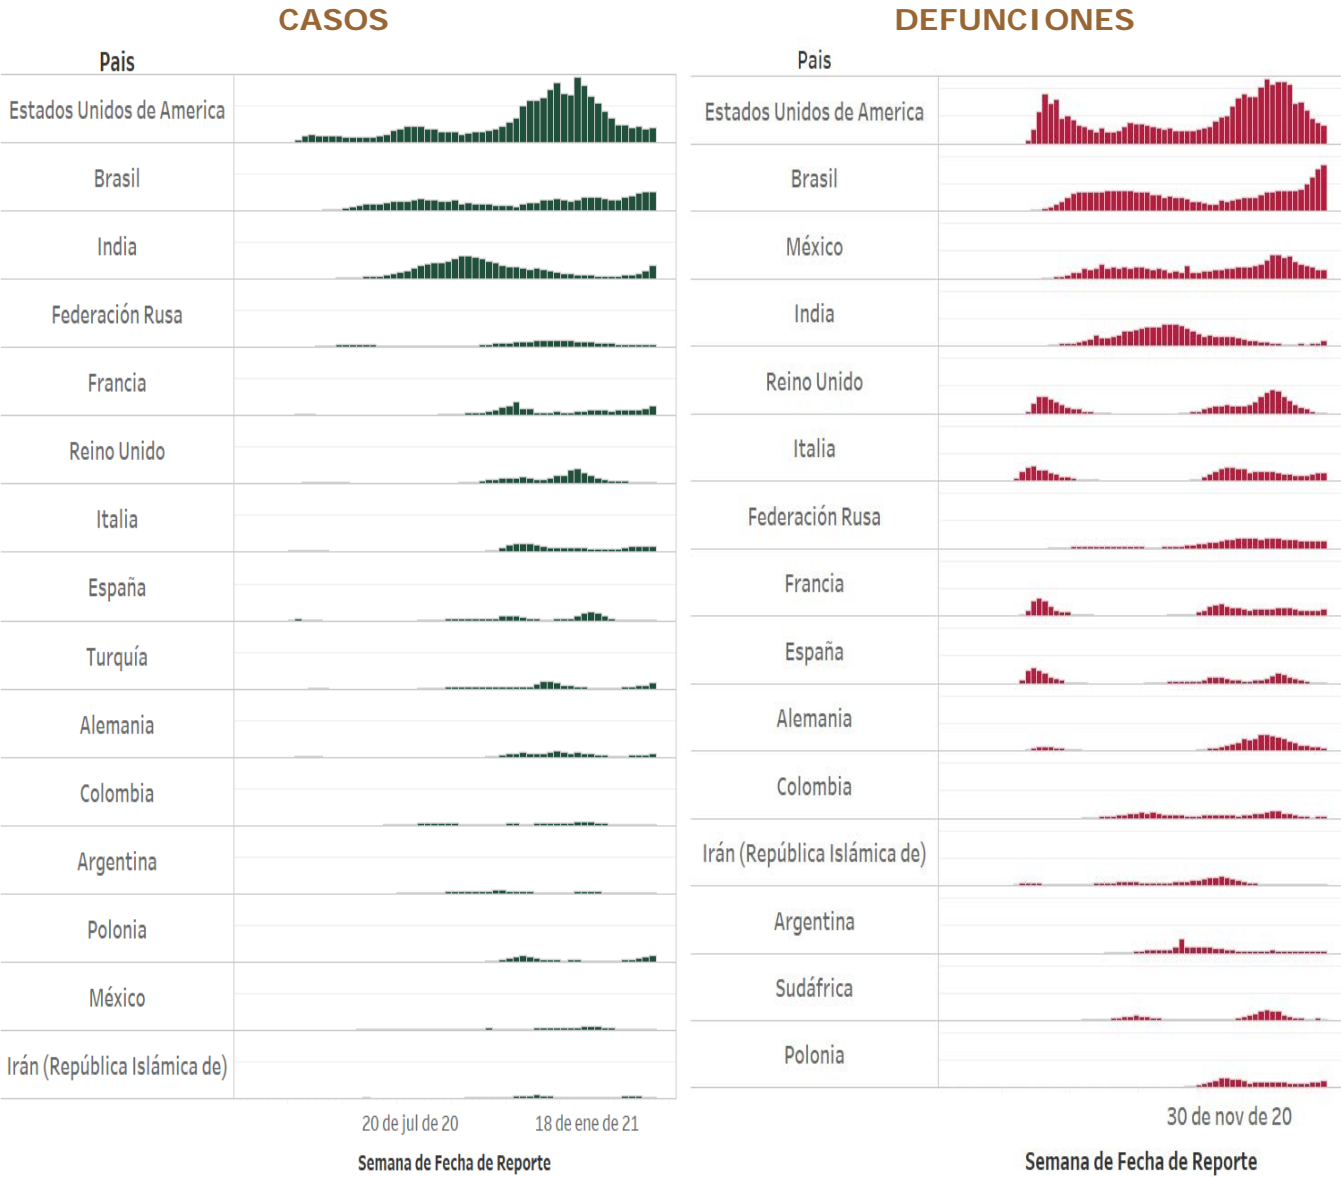 CASOS
Pais
Estados Unidos de America
Brasil
India
Federación Rusa
Francia
Reino Unido
Italia
España
Turquía
Alemania
Colombia
Argentina
Polonia
México
Irán (República Islámica de)
20 de jul de 20
18 de ene de 21
Semana de Fecha de Reporte
DEFUNCIONES
Pais
Estados Unidos de America
Brasil
México
India
Reino Unido
Italia
Federación Rusa
Francia
España
Alemania
Colombia
Irán (República Islámica de)
Argentina
Sudáfrica
Polonia
30 de nov de 20
Semana de Fecha de Reporte